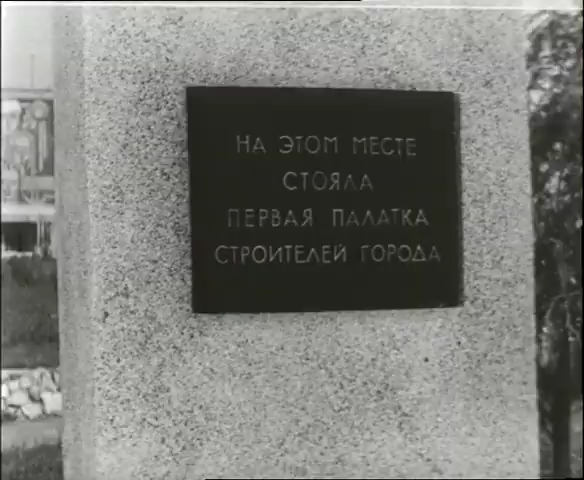 НА ЭТОМ МЕСТЕ
СТОЯЛА
ПЕРВАЯ ПАЛАТКА
СТРОИТЕЛЕЙ ГОРОДА